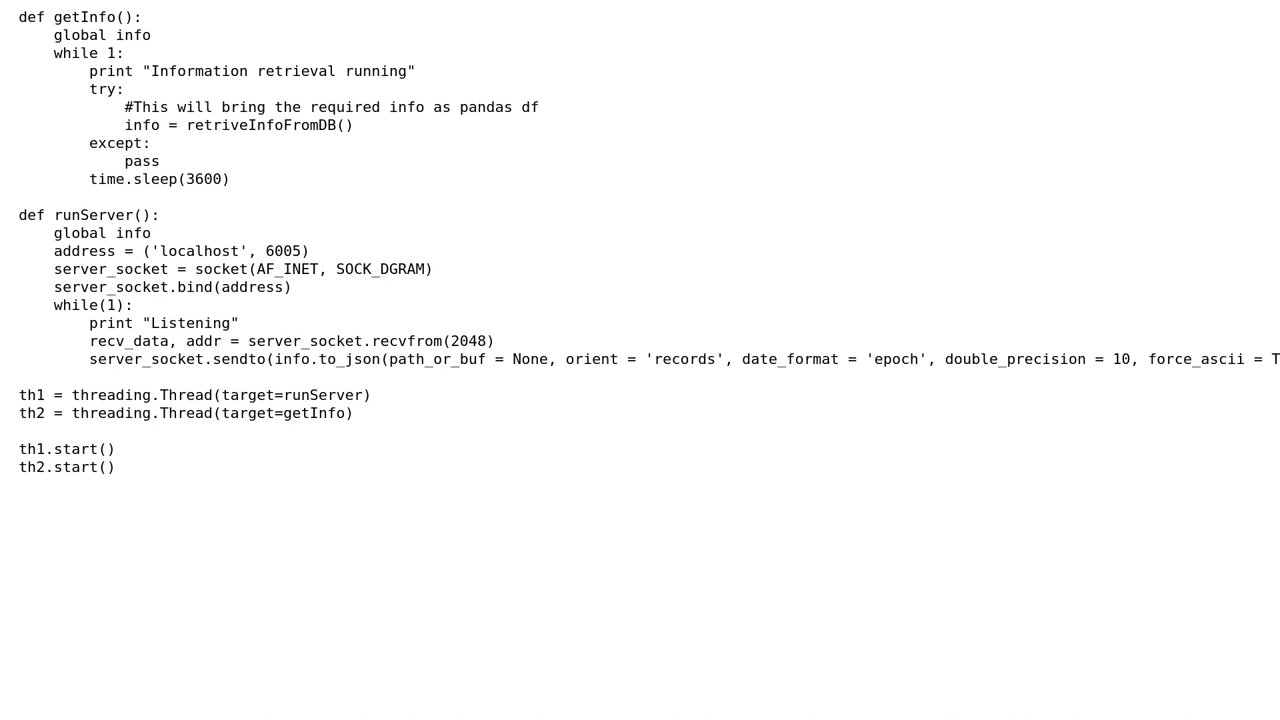 def getInfo():
    global info
    while 1:
        print "Information retrieval running"
        try:
            #This will bring the required info as pandas df
            info = retriveInfoFromDB()
        except:
            pass
        time.sleep(3600)

def runServer():
    global info
    address = ('localhost', 6005)
    server_socket = socket(AF_INET, SOCK_DGRAM)
    server_socket.bind(address)
    while(1):
        print "Listening"
        recv_data, addr = server_socket.recvfrom(2048)
        server_socket.sendto(info.to_json(path_or_buf = None, orient = 'records', date_format = 'epoch', double_precision = 10, force_ascii = T

th1 = threading.Thread(target=runServer)
th2 = threading.Thread(target=getInfo)

th1.start()
th2.start()